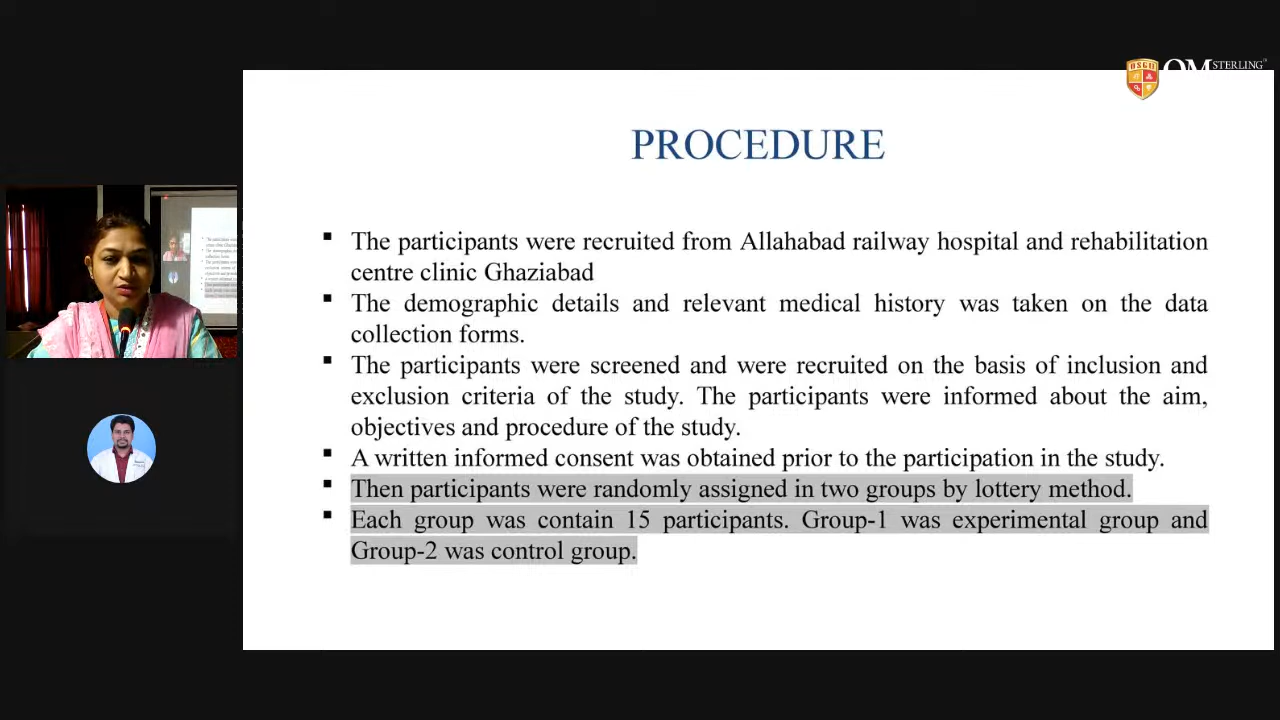 OM STERLING
PROCEDURE
▪ The participants were recruited from Allahabad railway hospital and rehabilitation
centre clinic Ghaziabad
▪ The demographic details and relevant medical history was taken on the data
collection forms.
▪ The participants were screened and were recruited on the basis of inclusion and
exclusion criteria of the study. The participants were informed about the aim,
objectives and procedure of the study.
▪ A written informed consent was obtained prior to the participation in the study.
▪ Then participants were randomly assigned in two groups by lottery method.
▪ Each group was contain 15 participants. Group-1 was experimental group and
Group-2 was control group.